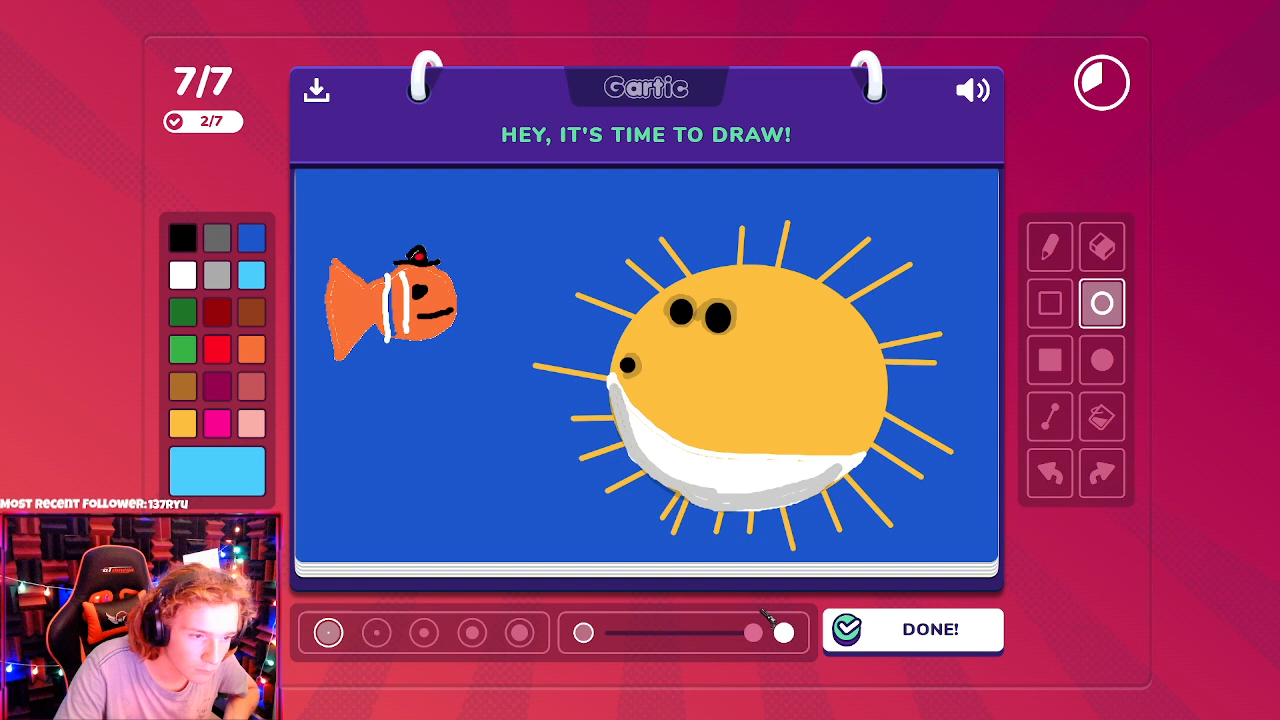 7/7
2/7
Gartic
HEY, IT'S TIME TO DRAW!
MOST RECENT FOLLOWER: 137RYU
DONE!